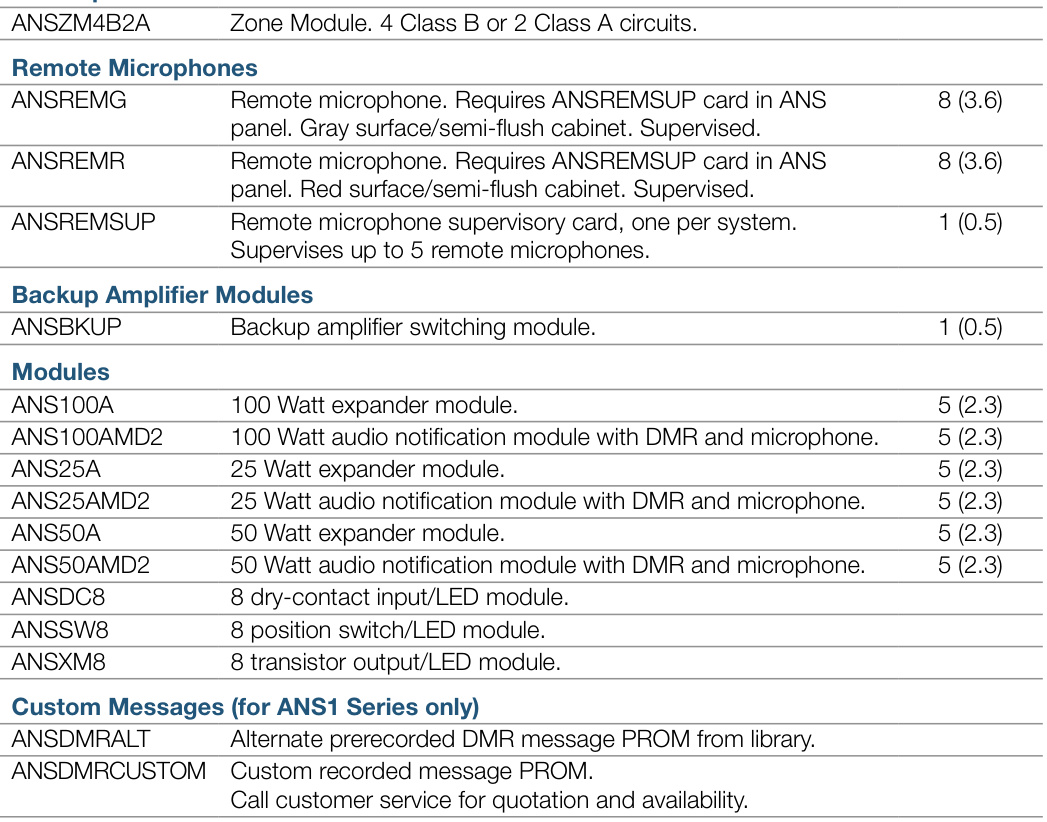 ANSZM4B2A Zone Module. 4 Class B or 2 Class A circuits.
Remote Microphones
ANSREMG Remote microphone. Requires ANSREMSUP card in ANS 8 (3.6)
panel. Gray surface/semi-flush cabinet. Supervised.
ANSREMR Remote microphone. Requires ANSREMSUP card in ANS 8 (3.6)
panel. Red surface/semi-flush cabinet. Supervised.
ANSREMSUP Remote microphone supervisory card, one per system. 1 (0.5)
Supervises up to 5 remote microphones.
Backup Amplifier Modules
ANSBKUP Backup amplifier switching module. 1 (0.5)
Modules
ANS100A 100 Watt expander module. 5 (2.3)
ANS100AMD2 100 Watt audio notification module with DMR and microphone. 5 (2.3)
ANS25A 25 Watt expander module. 5 (2.3)
ANS25AMD2 25 Watt audio notification module with DMR and microphone. 5 (2.3)
ANS50A 50 Watt expander module. 5 (2.3)
ANS50AMD2 50 Watt audio notification module with DMR and microphone. 5 (2.3)
ANSDC8 8 dry-contact input/LED module.
ANSSW8 8 position switch/LED module.
ANSXM8 8 transistor output/LED module.
Custom Messages (for ANS1 Series only)
ANSDMRALT Alternate prerecorded DMR message PROM from library.
ANSDMRCUSTOM Custom recorded message PROM.
Call customer service for quotation and availability.